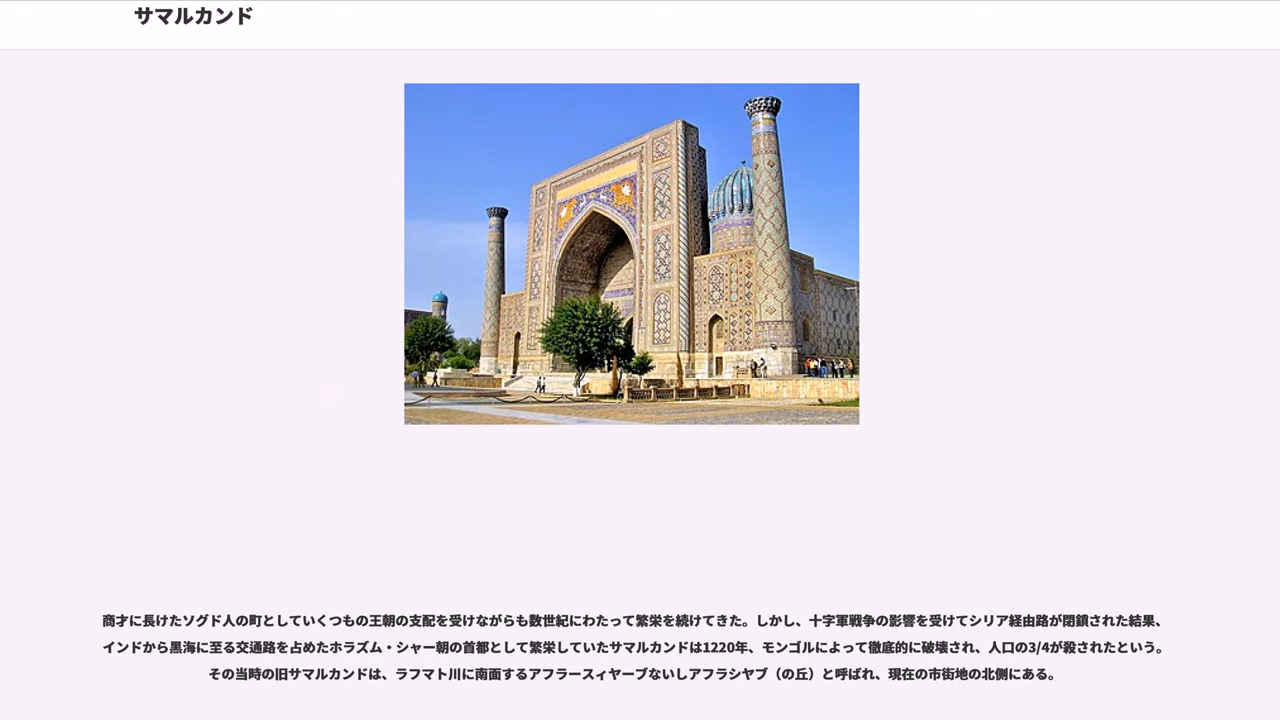 サマルカンド
商才に長けたソグド人の町としていくつもの王朝の支配を受けながらも数世紀にわたって繁栄を続けてきた。しかし、十字軍戦争の影響を受けてシリア経由路が閉鎖された結果、
インドから黒海に至る交通路を占めたホラズム・シャー朝の首都として繁栄していたサマルカンドは1220年、モンゴルによって徹底的に破壊され、人口の3/4が殺されたという。
その当時の旧サマルカンドは、ラフマト川に南面するアフラースィヤーブないしアフラシヤブ（の丘）と呼ばれ、現在の市街地の北側にある。